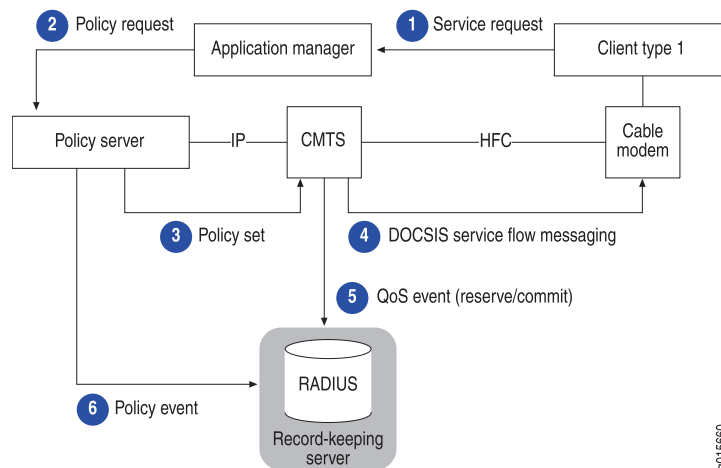 2 Policy request
1 Service request
Application manager
Client type 1
Policy server
IP
CMTS
HFC
Cable
modem
3 Policy set
4 DOCSIS service flow messaging
5 QoS event (reserve/commit)
RADIUS
6 Policy event
Record-keeping
server
g015660